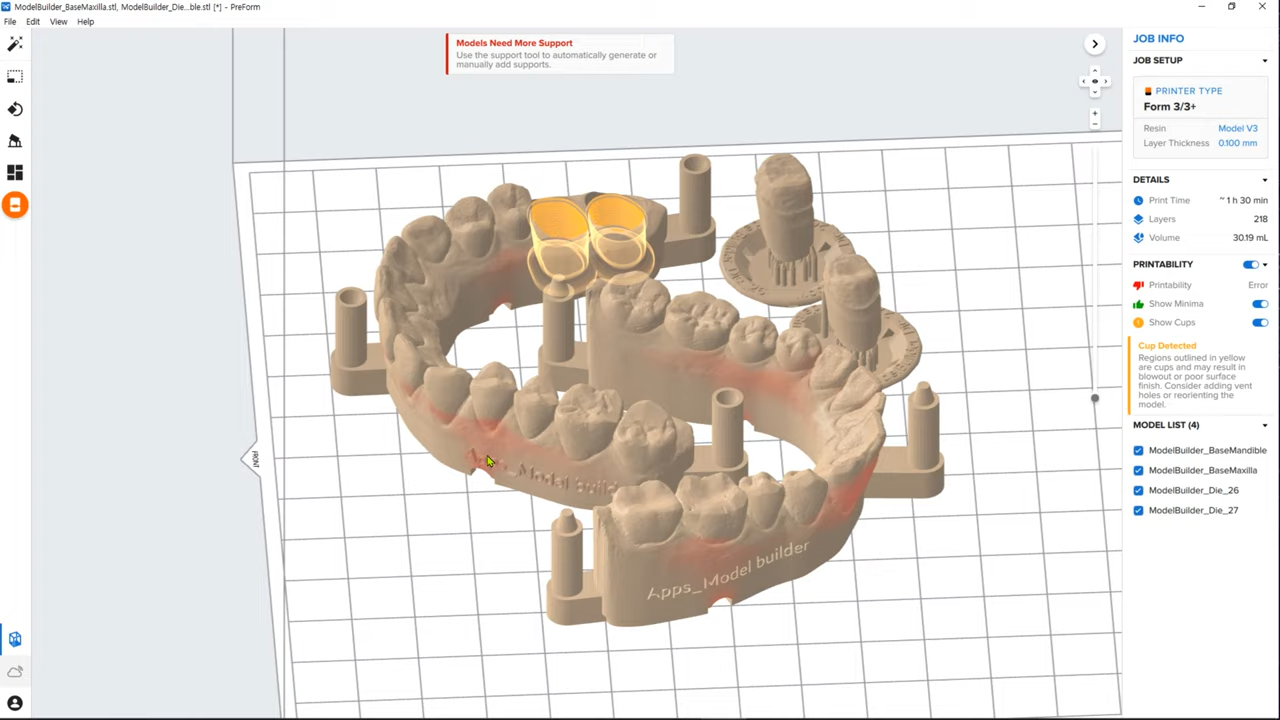 ModelBuilder_BaseMaxilla.stl, ModelBuilder_Die...ble.stl [*] - PreForm
File Edit View Help
Models Need More Support
Use the support tool to automatically generate or
manually add supports.
FRONT
Apps_Model builder
JOB INFO
JOB SETUP
PRINTER TYPE
Form 3/3+
Resin Model V3
Layer Thickness 0.100 mm
DETAILS
Print Time ~ 1 h 30 min
Layers 218
Volume 30.19 mL
PRINTABILITY
Printability Error
Show Minima
Show Cups
Cup Detected
Regions outlined in yellow
are cups and may result in
blowout or poor surface
finish. Consider adding vent
holes or reorienting the
model.
MODEL LIST (4)
ModelBuilder_BaseMandible
ModelBuilder_BaseMaxilla
ModelBuilder_Die_26
ModelBuilder_Die_27